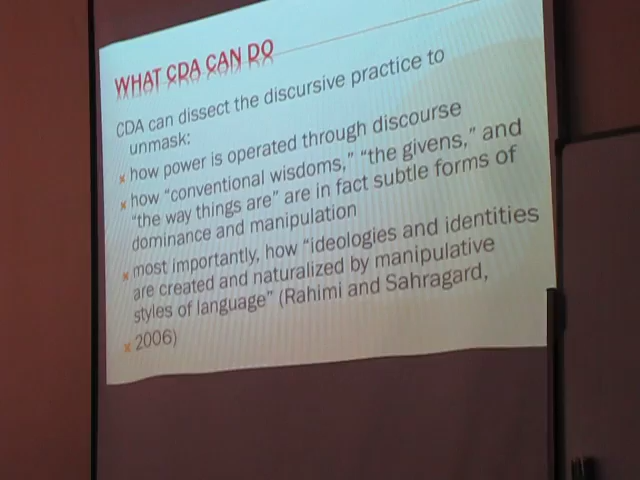 WHAT CDA CAN DO
CDA can dissect the discursive practice to
unmask:
how power is operated through discourse
how “conventional wisdoms,” “the givens,” and
“the way things are” are in fact subtle forms of
dominance and manipulation
most importantly, how “ideologies and identities
are created and naturalized by manipulative
styles of language” (Rahimi and Sahragard,
2006)